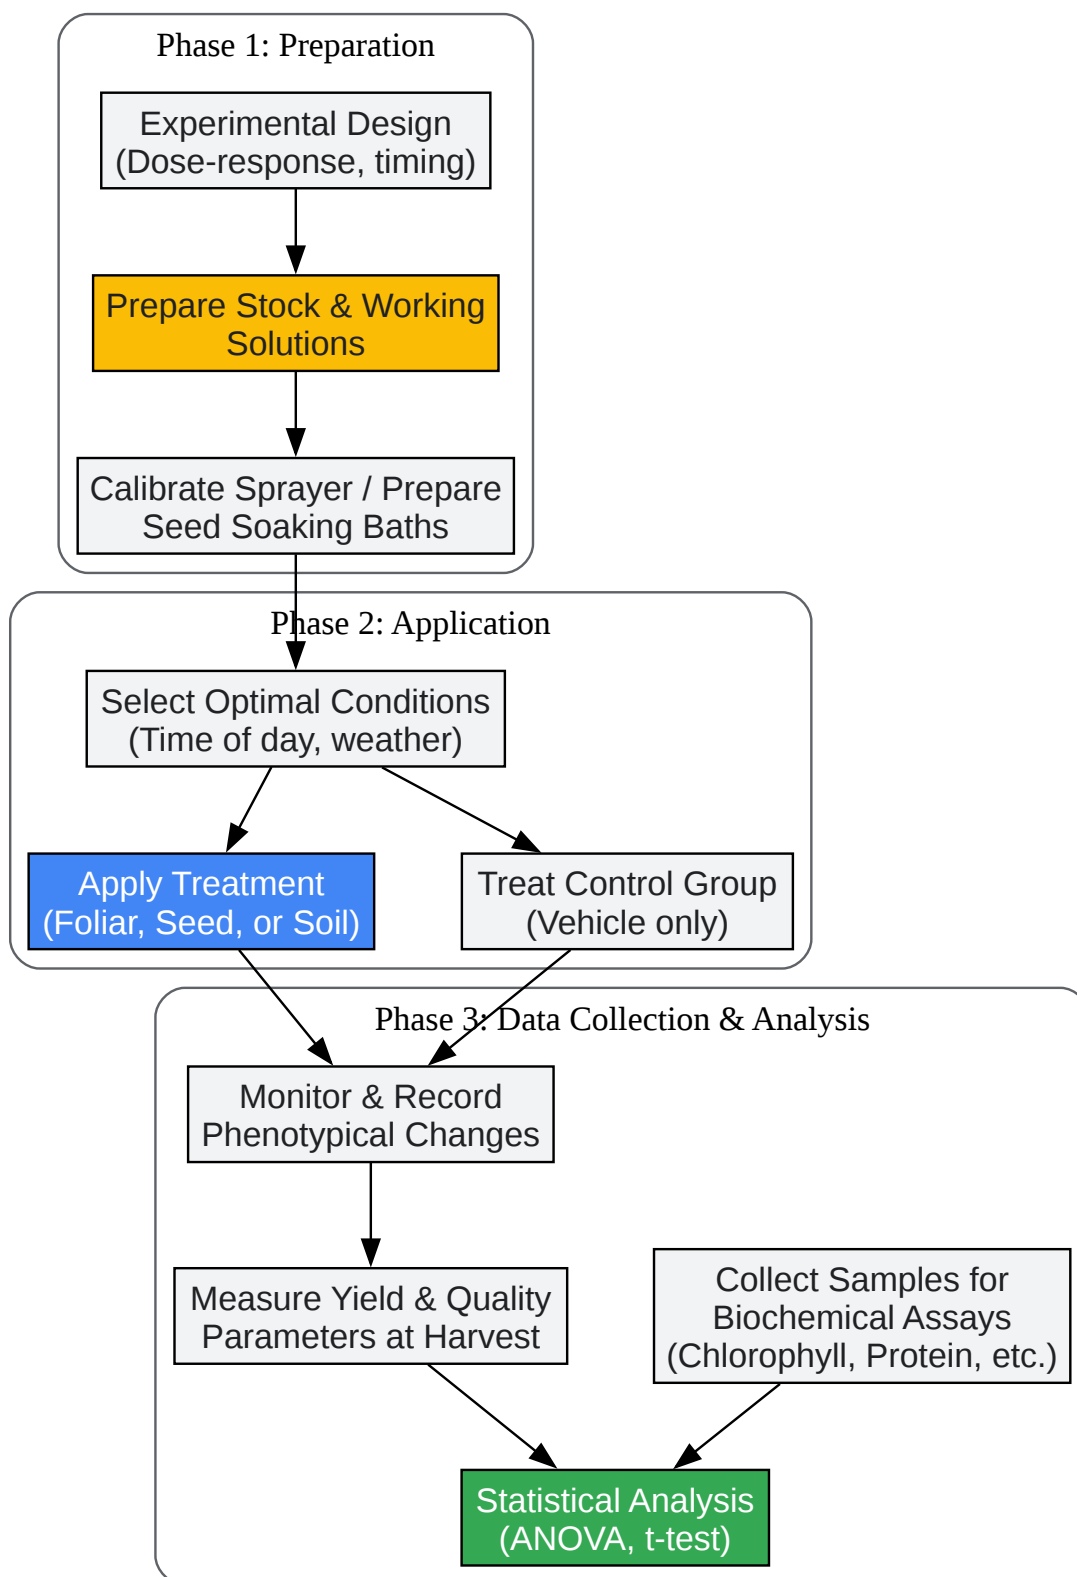 Phase 1: Preparation
Experimental Design
(Dose-response, timing)
Prepare Stock & Working
Solutions
Calibrate Sprayer / Prepare
Seed Soaking Baths
Phase 2: Application
Select Optimal Conditions
(Time of day, weather)
Apply Treatment
(Foliar, Seed, or Soil)
Treat Control Group
(Vehicle only)
Phase 3: Data Collection & Analysis
Monitor & Record
Phenotypical Changes
Measure Yield & Quality
Parameters at Harvest
Collect Samples for
Biochemical Assays
(Chlorophyll, Protein, etc.)
Statistical Analysis
(ANOVA, t-test)